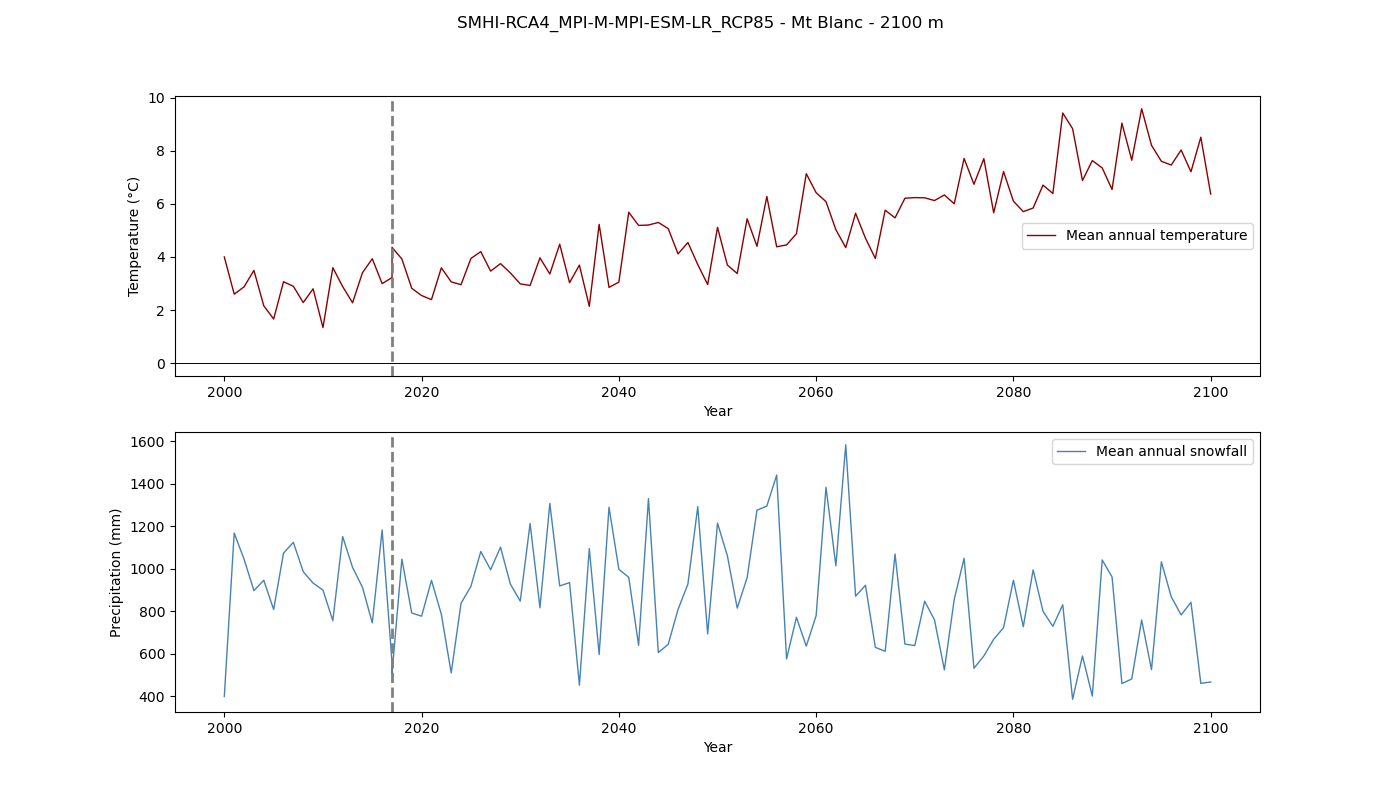 SMHI-RCA4_MPI-M-MPI-ESM-LR_RCP85 - Mt Blanc - 2100 m
10
8
6
4
2
0
Temperature (°C)
Mean annual temperature
2000 2020 2040 2060 2080 2100
Year
1600
1400
1200
1000
800
600
400
Precipitation (mm)
Mean annual snowfall
2000 2020 2040 2060 2080 2100
Year